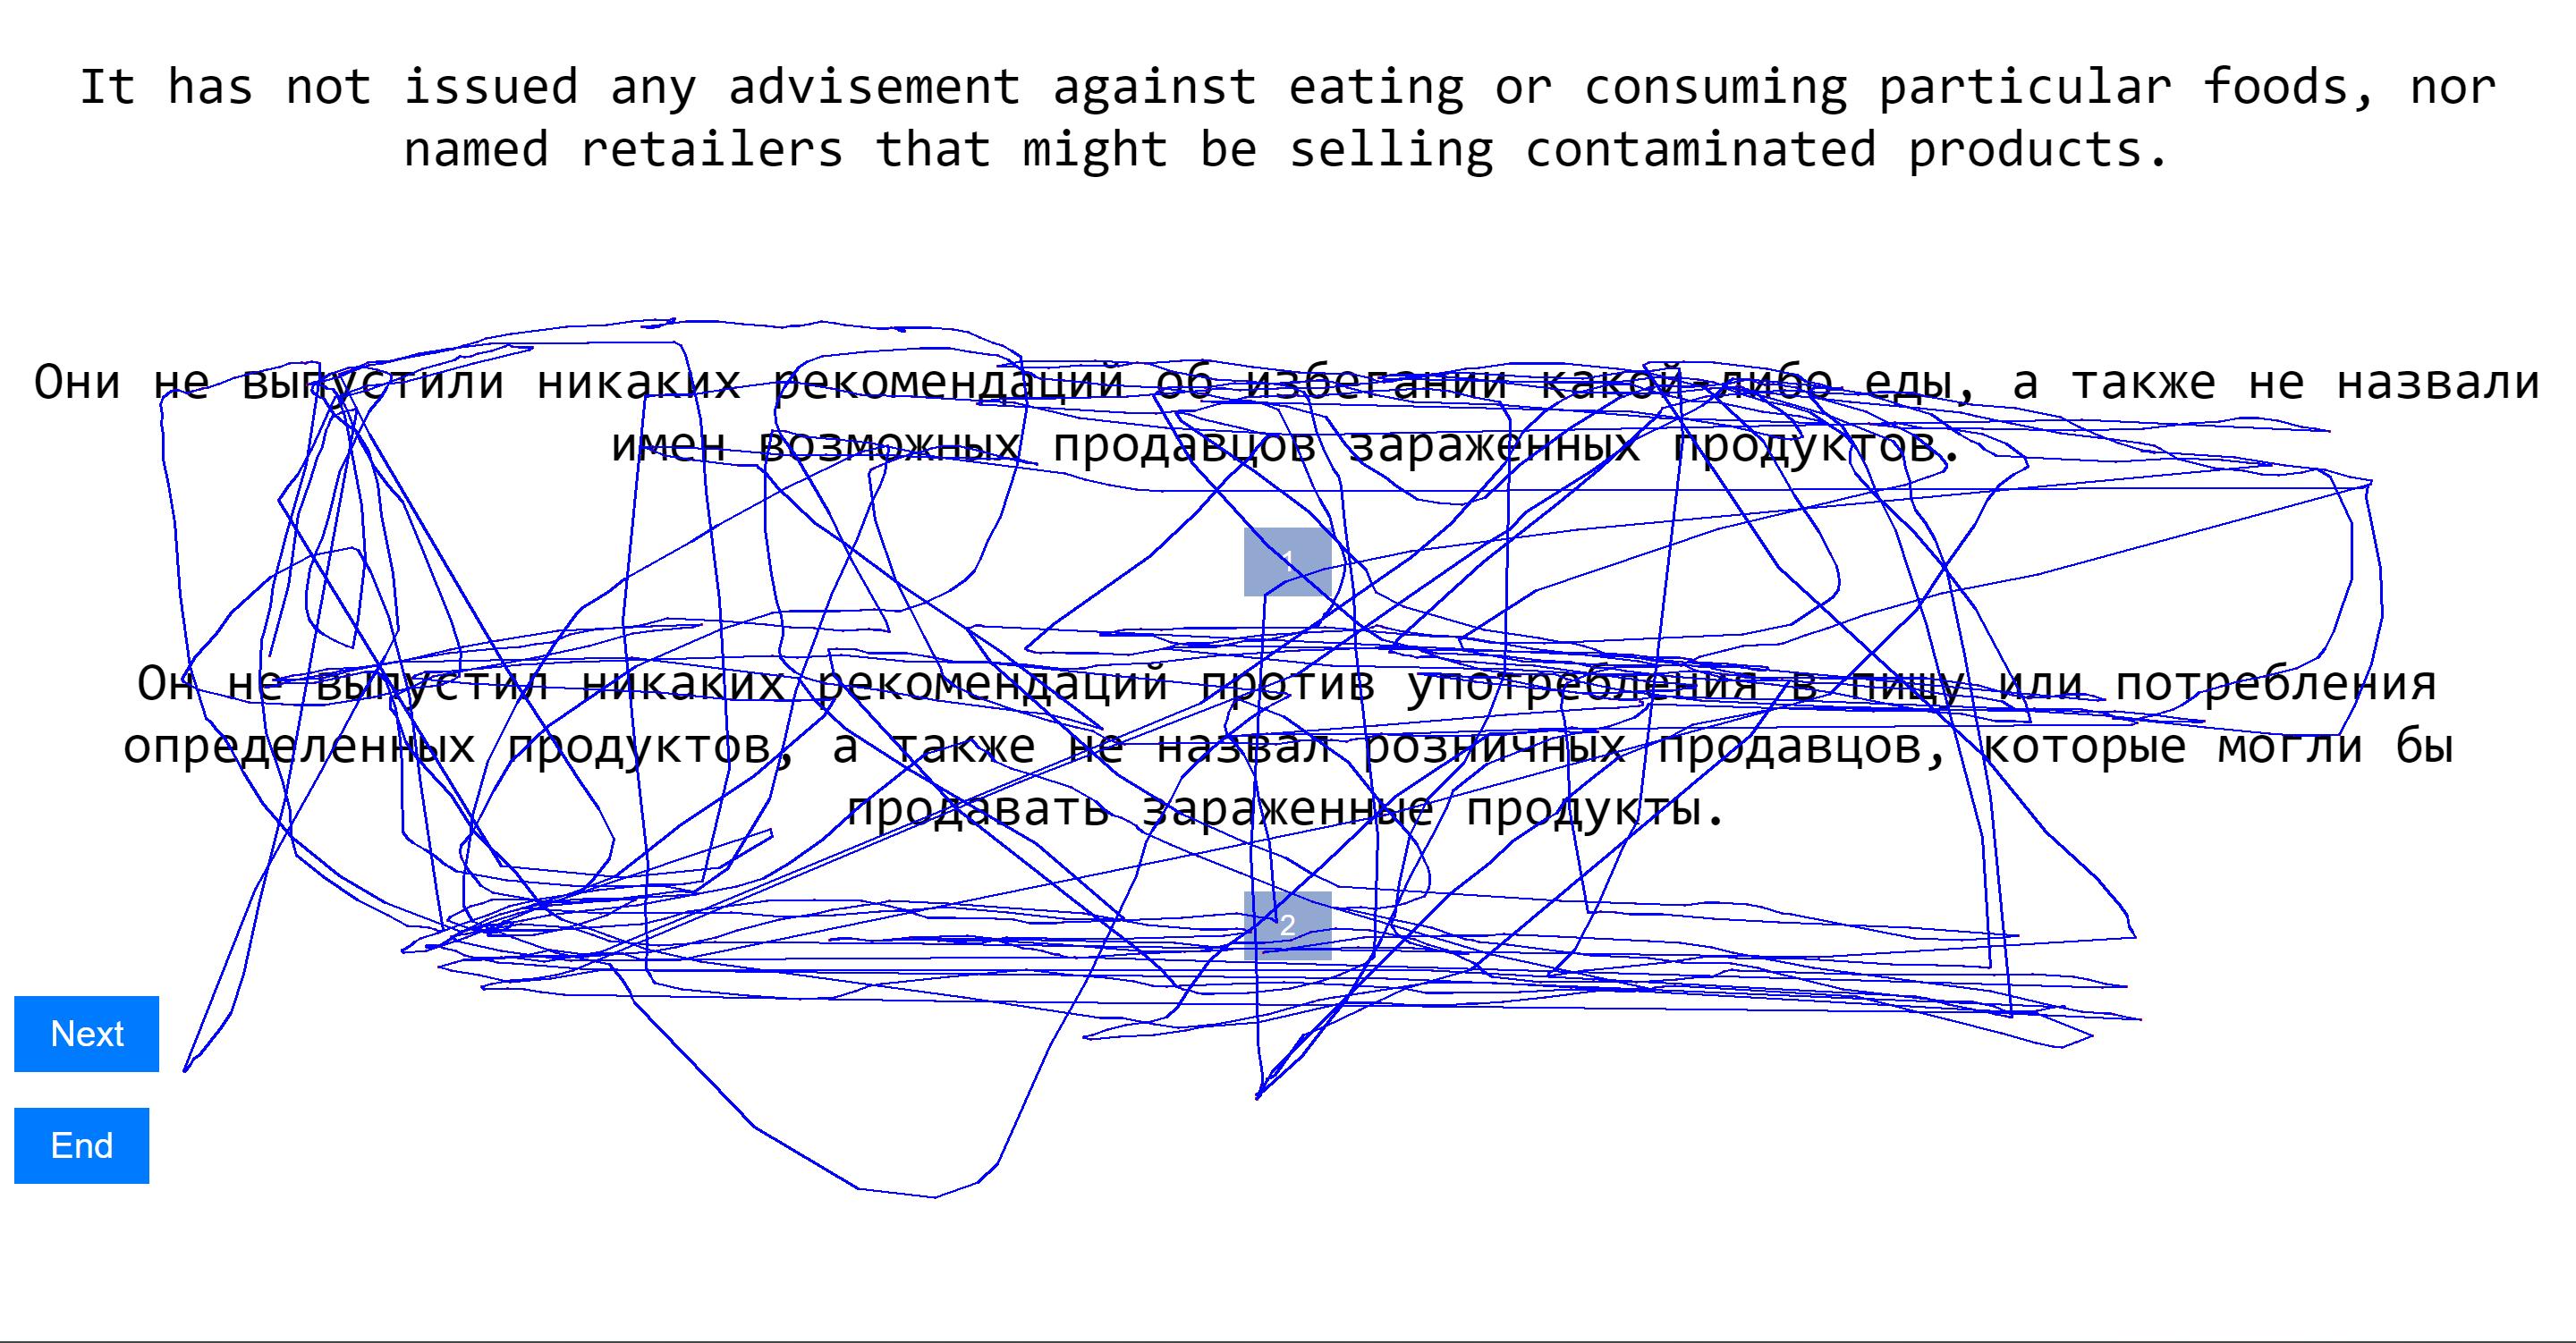 It has not issued any advisement against eating or consuming particular foods, nor
named retailers that might be selling contaminated products.
Они не выпустили никаких рекомендаций об избегании какой-либо еды, а также не назвали
имен возможных продавцов зараженных продуктов.
1
Он не выпустил никаких рекомендаций против употребления в пищу или потребления
определенных продуктов, а также не назвал розничных продавцов, которые могли бы
продавать зараженные продукты.
2
Next
End